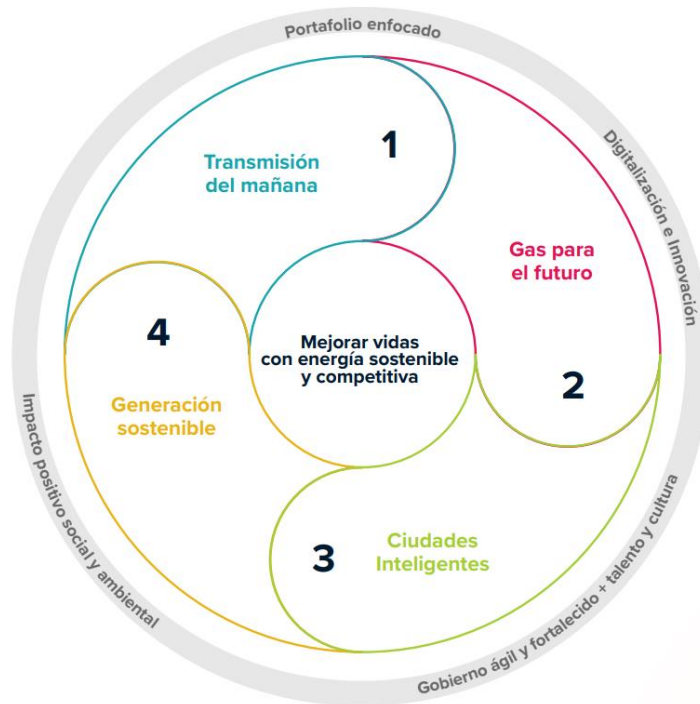 Portafolio enfocado
Digitalización e Innovación
Gobierno ágil y fortalecido + talento y cultura
Impacto positivo social y ambiental
1
Transmisión
del mañana
Gas para
el futuro
2
3
Ciudades
Inteligentes
4
Generación
sostenible
Mejorar vidas
con energía sostenible
y competitiva